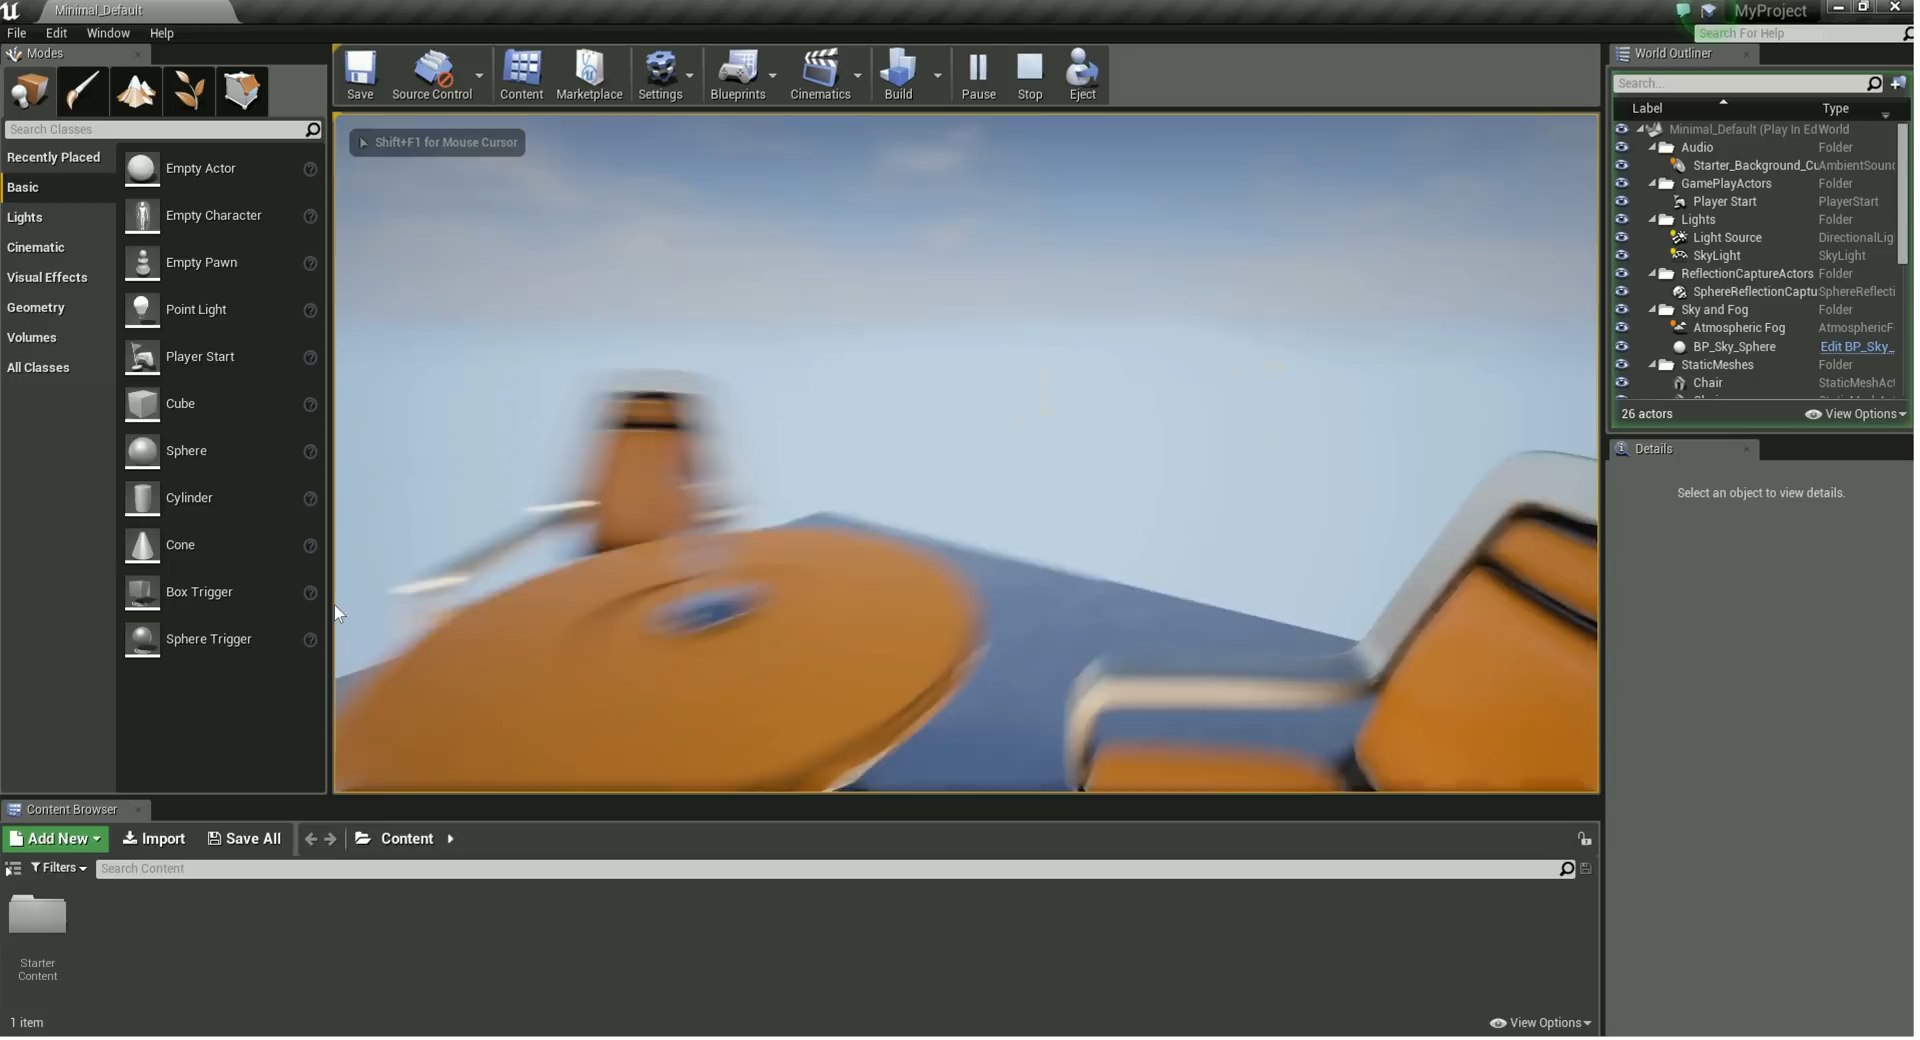 Minimal_Default
MyProject
File Edit Window Help
Search For Help
Modes
Save
Source Control
Content
Marketplace
Settings
Blueprints
Cinematics
Build
Pause
Stop
Eject
Search Classes
Recently Placed
Basic
Lights
Cinematic
Visual Effects
Geometry
Volumes
All Classes
Empty Actor
Empty Character
Empty Pawn
Point Light
Player Start
Cube
Sphere
Cylinder
Cone
Box Trigger
Sphere Trigger
Shift+F1 for Mouse Cursor
World Outliner
Search...
Label Type
Minimal_Default (Play In Ed World
Audio Folder
Starter_Background_Cu AmbientSound
GamePlayActors Folder
Player Start PlayerStart
Lights Folder
Light Source DirectionalLig
SkyLight SkyLight
ReflectionCaptureActors Folder
SphereReflectionCaptu SphereReflecti
Sky and Fog Folder
Atmospheric Fog AtmosphericF
BP_Sky_Sphere Edit BP_Sky_
StaticMeshes Folder
Chair StaticMeshAct
26 actors View Options
Details
Select an object to view details.
Content Browser
Add New Import Save All Content
Filters Search Content
Starter
Content
1 item View Options